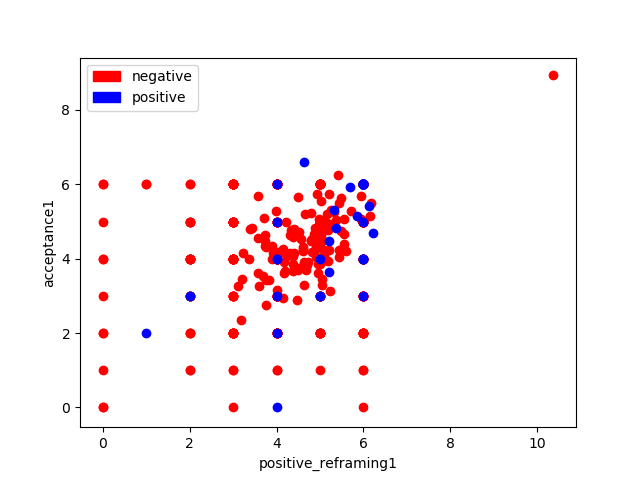 negative
positive
8
6
4
2
0
acceptance1
0 2 4 6 8 10
positive_reframing1